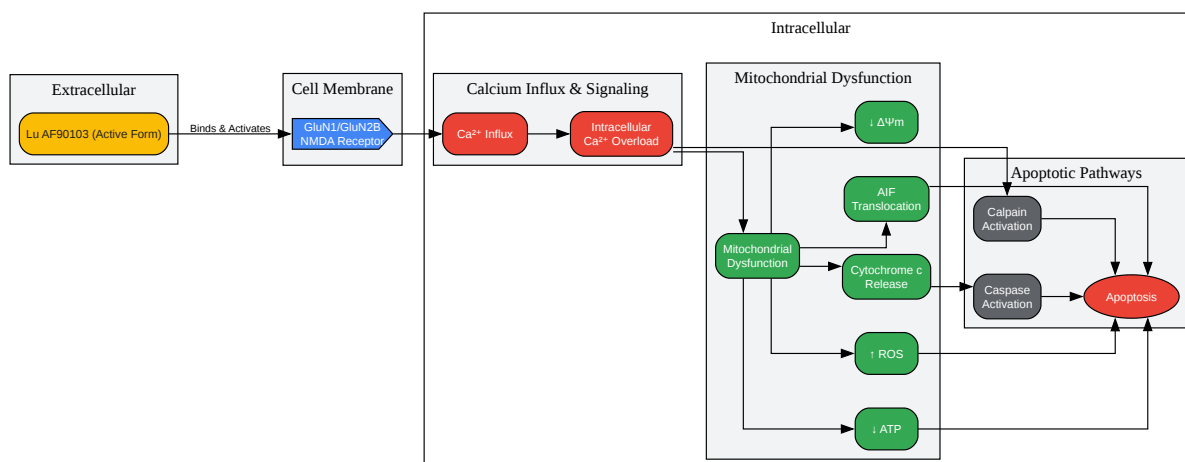 Intracellular
Extracellular
Lu AF90103 (Active Form)
Binds & Activates
Cell Membrane
GluN1/GluN2B
NMDA Receptor
Calcium Influx & Signaling
Ca²⁺ Influx
Intracellular
Ca²⁺ Overload
Mitochondrial Dysfunction
Mitochondrial
Dysfunction
↓ ΔΨm
AIF
Translocation
Cytochrome c
Release
↑ ROS
↓ ATP
Apoptotic Pathways
Calpain
Activation
Caspase
Activation
Apoptosis